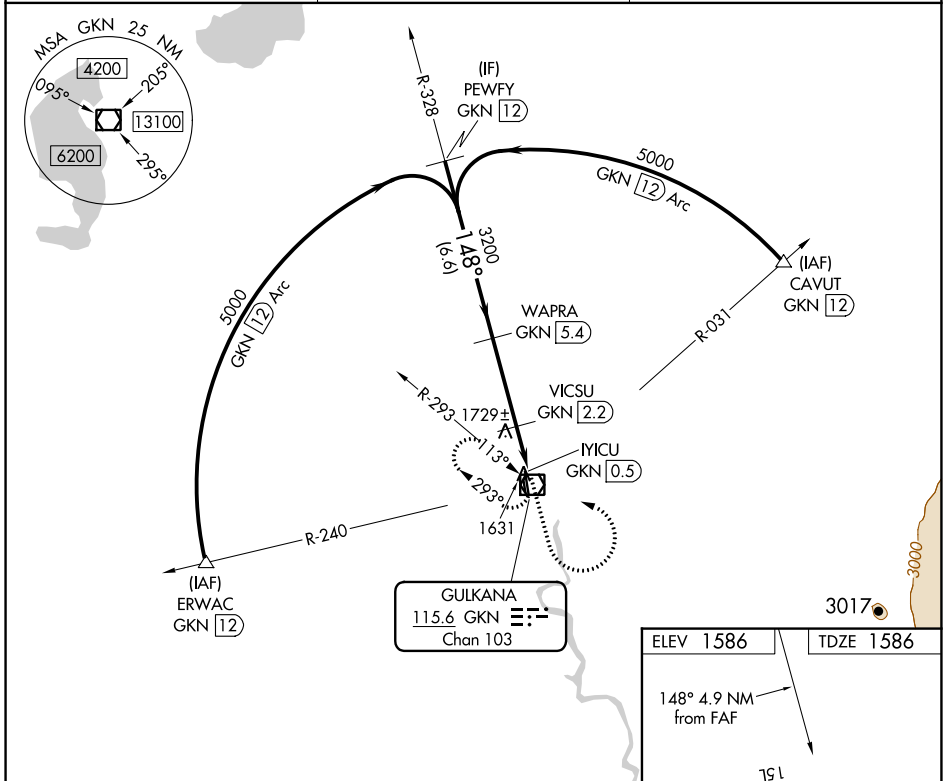 MSA GKN 25 NM
4200
095°
205°
13100
6200
295°
R-328
(IF)
PEWFY
GKN 12
5000
GKN 12 Arc
5000
GKN 12 Arc
3200
148°
(6.6)
(IAF)
CAVUT
GKN 12
R-031
WAPRA
GKN 5.4
VICSU
GKN 2.2
R-293
1729±
113°
293°
IYICU
GKN 0.5
1631
R-240
(IAF)
ERWAC
GKN 12
GULKANA
115.6 GKN
Chan 103
3000
3017
ELEV 1586
TDZE 1586
148° 4.9 NM
from FAF
15L